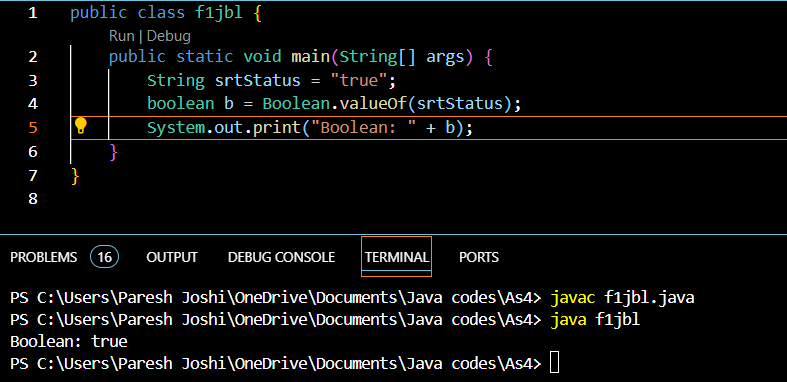 1 public class f1jbl {
Run | Debug
2 public static void main(String[] args) {
3 String srtStatus = "true";
4 boolean b = Boolean.valueOf(srtStatus);
5 System.out.print("Boolean: " + b);
6 }
7 }
8
PROBLEMS 16 OUTPUT DEBUG CONSOLE TERMINAL PORTS
PS C:\Users\Paresh Joshi\OneDrive\Documents\Java codes\As4> javac f1jbl.java
PS C:\Users\Paresh Joshi\OneDrive\Documents\Java codes\As4> java f1jbl
Boolean: true
PS C:\Users\Paresh Joshi\OneDrive\Documents\Java codes\As4>